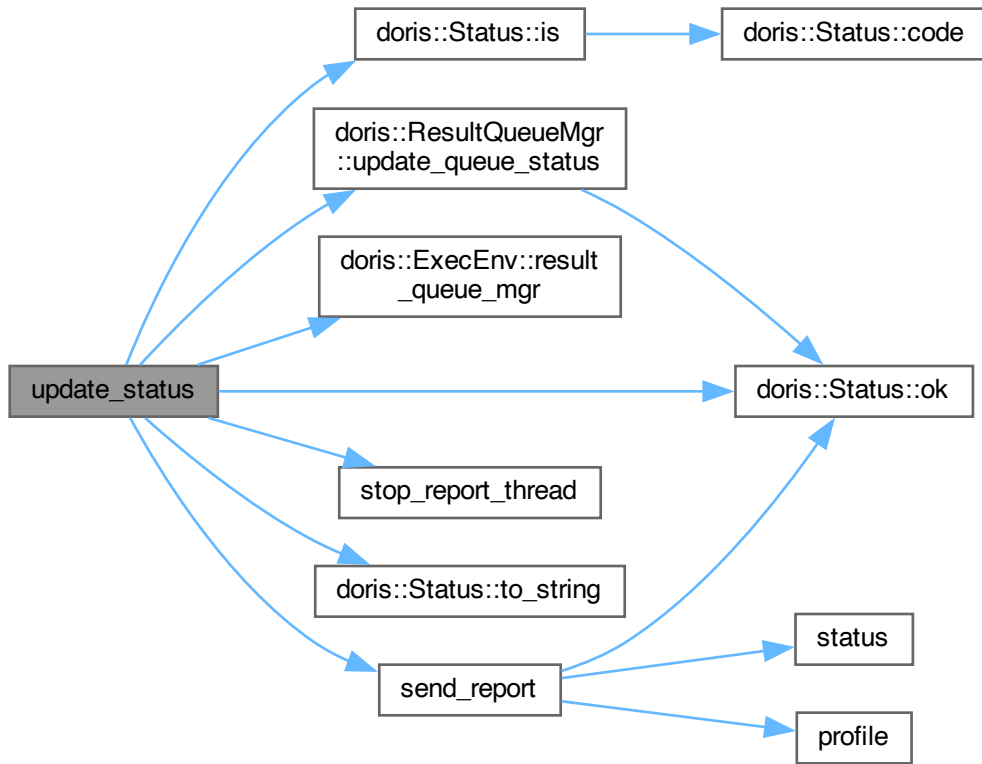 doris::Status::is
doris::Status::code
doris::ResultQueueMgr
::update_queue_status
doris::ExecEnv::result
_queue_mgr
update_status
doris::Status::ok
stop_report_thread
doris::Status::to_string
status
send_report
profile